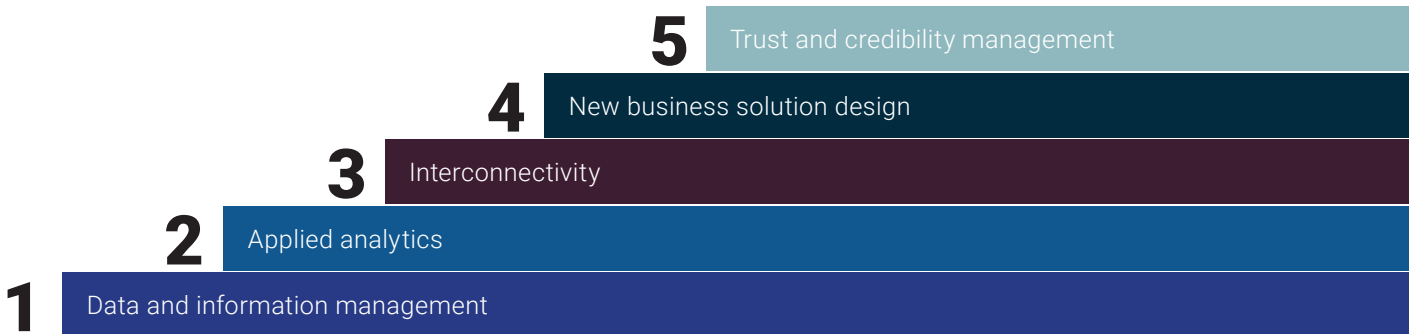 5 Trust and credibility management
4 New business solution design
3 Interconnectivity
2 Applied analytics
1 Data and information management